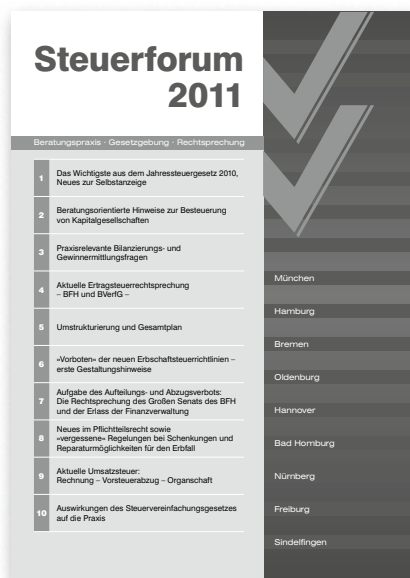 Steuerforum
2011
Beratungspraxis · Gesetzgebung · Rechtsprechung
1
Das Wichtigste aus dem Jahressteuergesetz 2010,
Neues zur Selbstanzeige
2
Beratungsorientierte Hinweise zur Besteuerung
von Kapitalgesellschaften
3
Praxisrelevante Bilanzierungs- und
Gewinnermittlungsfragen
4
Aktuelle Ertragsteuerrechtsprechung
– BFH und BVerfG –
5
Umstrukturierung und Gesamtplan
6
»Vorboten« der neuen Erbschaftsteuerrichtlinien –
erste Gestaltungshinweise
7
Aufgabe des Aufteilungs- und Abzugsverbots:
Die Rechtsprechung des Großen Senats des BFH
und der Erlass der Finanzverwaltung
8
Neues im Pflichtteilsrecht sowie
»vergessene« Regelungen bei Schenkungen und
Reparaturmöglichkeiten für den Erbfall
9
Aktuelle Umsatzsteuer:
Rechnung – Vorsteuerabzug – Organschaft
10
Auswirkungen des Steuervereinfachungsgesetzes
auf die Praxis
München
Hamburg
Bremen
Oldenburg
Hannover
Bad Homburg
Nürnberg
Freiburg
Sindelfingen